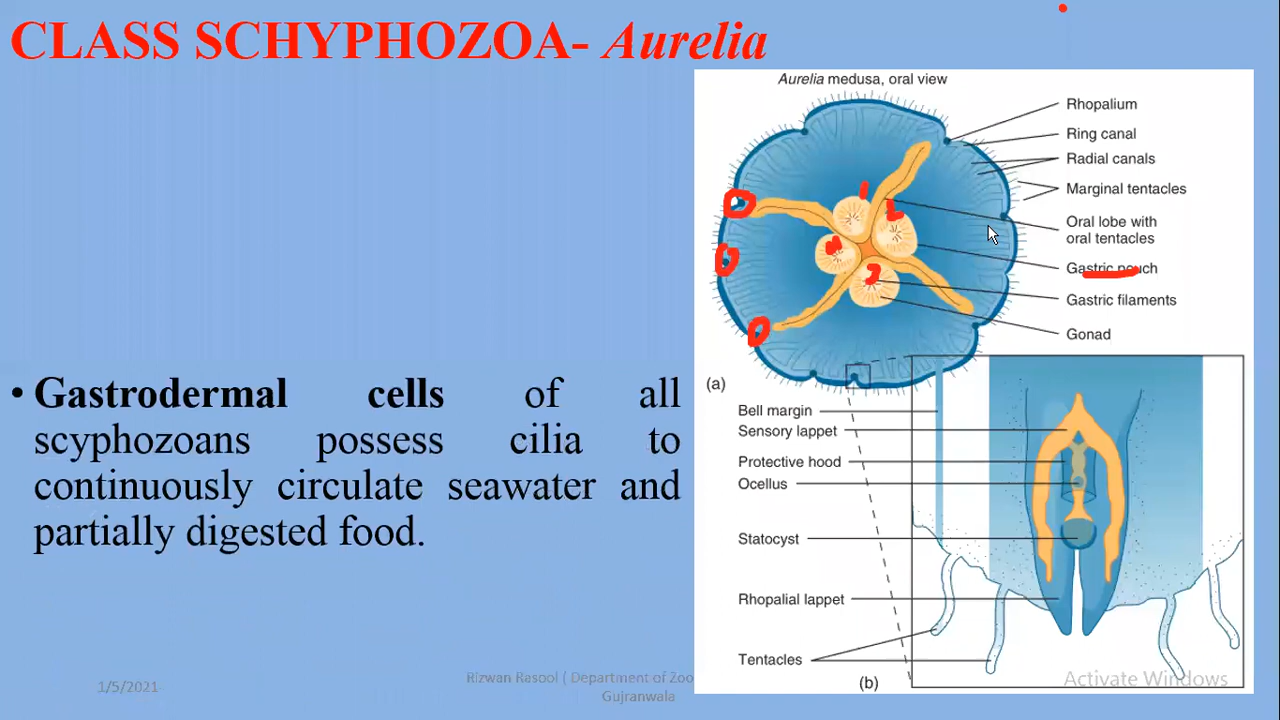 CLASS SCHYPHOZOA- Aurelia
Aurelia medusa, oral view
Rhopalium
Ring canal
Radial canals
Marginal tentacles
Oral lobe with
oral tentacles
Gastric pouch
Gastric filaments
Gonad
(a)
• Gastrodermal cells of all
scyphozoans possess cilia to
continuously circulate seawater and
partially digested food.
Bell margin
Sensory lappet
Protective hood
Ocellus
Statocyst
Rhopalial lappet
Tentacles
(b)
Activate Windows
1/5/2021
Rizwan Rasool ( Department of Zoo
Gujranwala